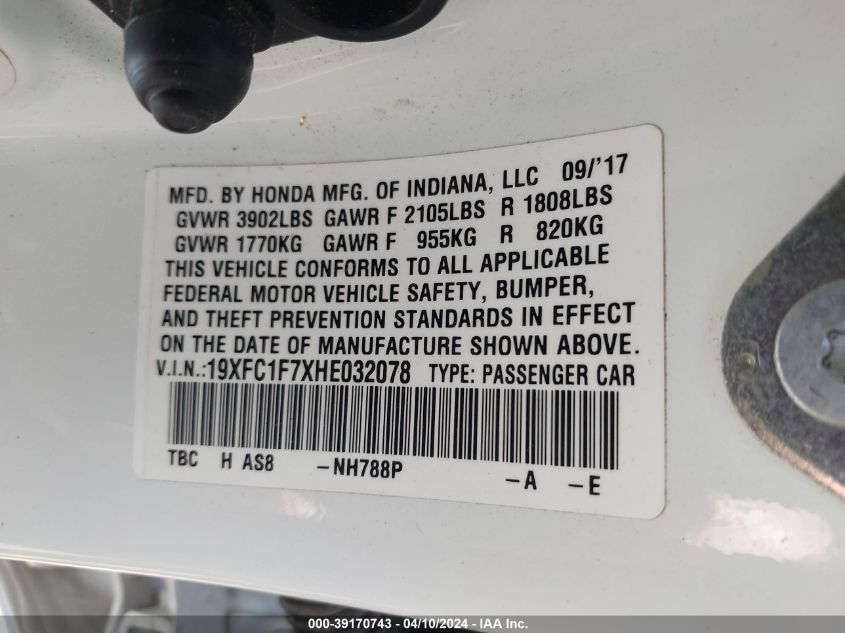 MFD. BY HONDA MFG. OF INDIANA, LLC 09/'17
GVWR 3902LBS GAWR F 2105LBS R 1808LBS
GVWR 1770KG GAWR F 955KG R 820KG
THIS VEHICLE CONFORMS TO ALL APPLICABLE
FEDERAL MOTOR VEHICLE SAFETY, BUMPER,
AND THEFT PREVENTION STANDARDS IN EFFECT
ON THE DATE OF MANUFACTURE SHOWN ABOVE.
V.I.N.:19XFC1F7XHE032078 TYPE: PASSENGER CAR
TBC H AS8 -NH788P -A -E
000-39170743 - 04/10/2024 - IAA Inc.